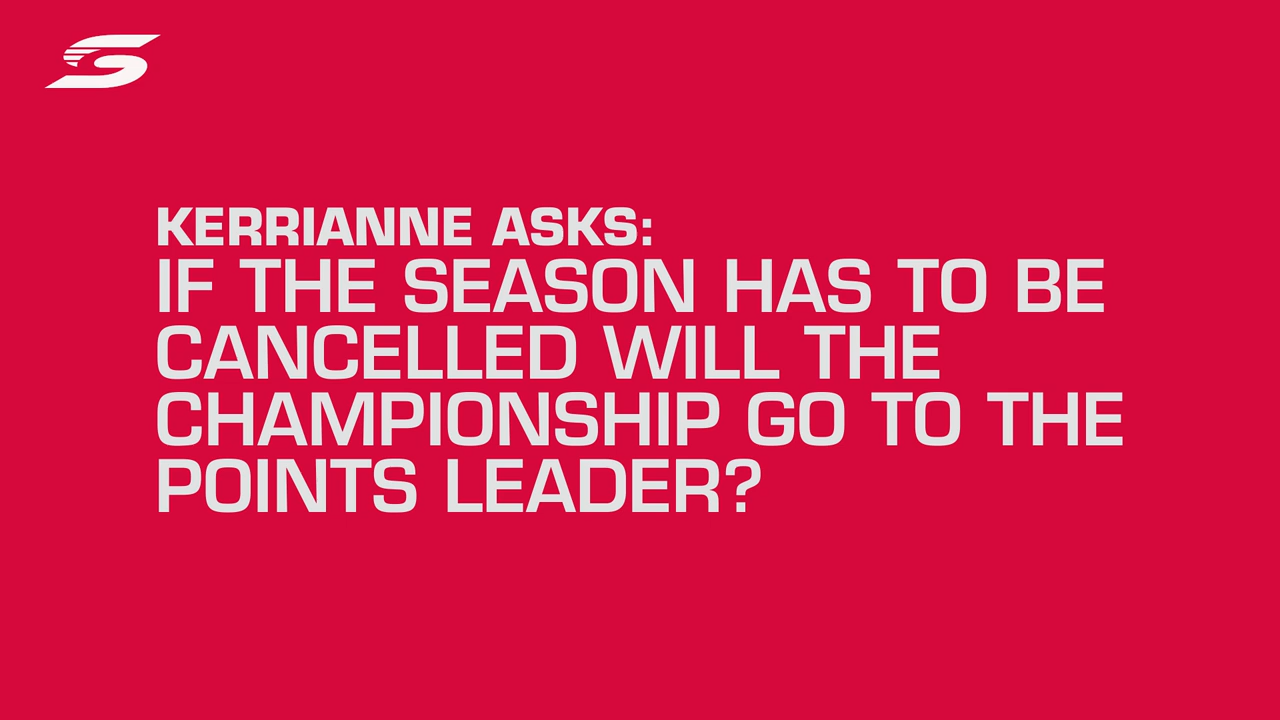 KERRIANNE ASKS:
IF THE SEASON HAS TO BE
CANCELLED WILL THE
CHAMPIONSHIP GO TO THE
POINTS LEADER?